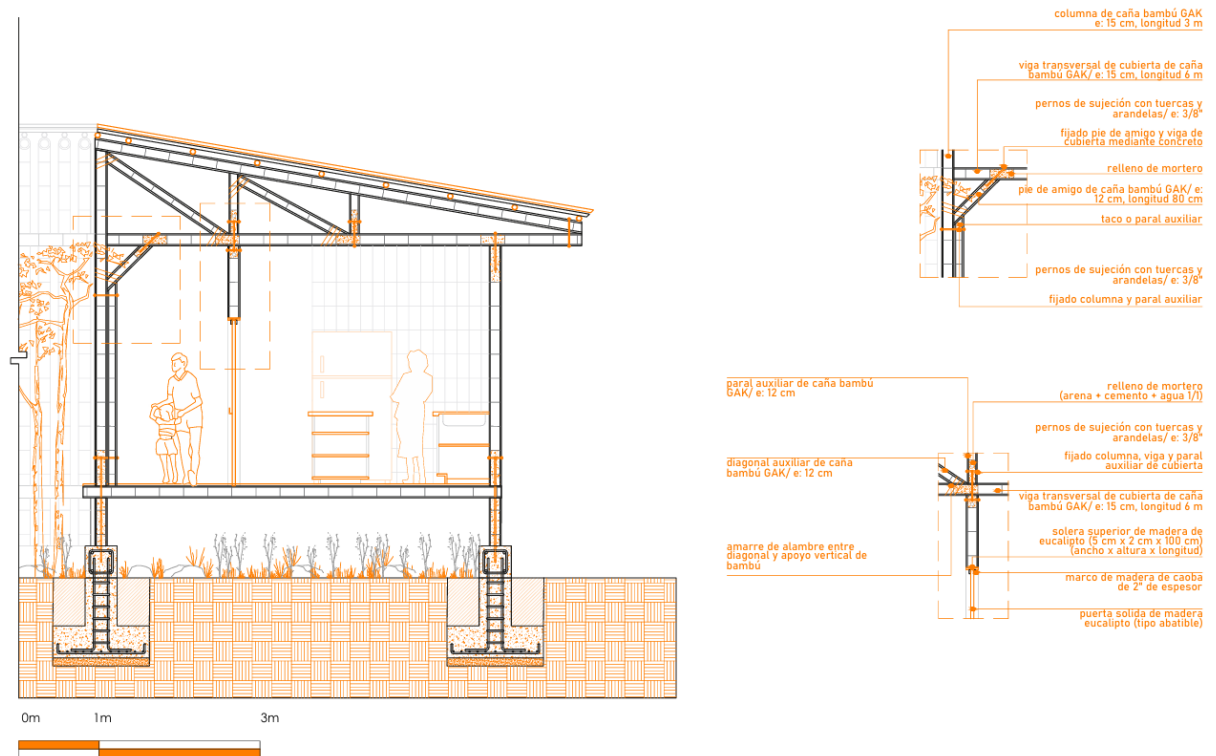 columna de caña bambú GAK
e: 15 cm, longitud 3 m
viga transversal de cubierta de caña
bambú GAK/ e: 15 cm, longitud 6 m
pernos de sujeción con tuercas y
arandelas/ e: 3/8"
fijado pie de amigo y viga de
cubierta mediante concreto
relleno de mortero
pie de amigo de caña bambú GAK/ e:
12 cm, longitud 80 cm
taco o paral auxiliar
pernos de sujeción con tuercas y
arandelas/ e: 3/8"
fijado columna y paral auxiliar
paral auxiliar de caña bambú
GAK/ e: 12 cm
diagonal auxiliar de caña
bambú GAK/ e: 12 cm
amarre de alambre entre
diagonal y apoyo vertical de
bambú
relleno de mortero
(arena + cemento + agua 1/1)
pernos de sujeción con tuercas y
arandelas/ e: 3/8"
fijado columna, viga y paral
auxiliar de cubierta
viga transversal de cubierta de caña
bambú GAK/ e: 15 cm, longitud 6 m
solera superior de madera de
eucalipto (5 cm x 2 cm x 100 cm)
(ancho x altura x longitud)
marco de madera de caoba
de 2" de espesor
puerta solida de madera
eucalipto (tipo abatible)
0m 1m 3m